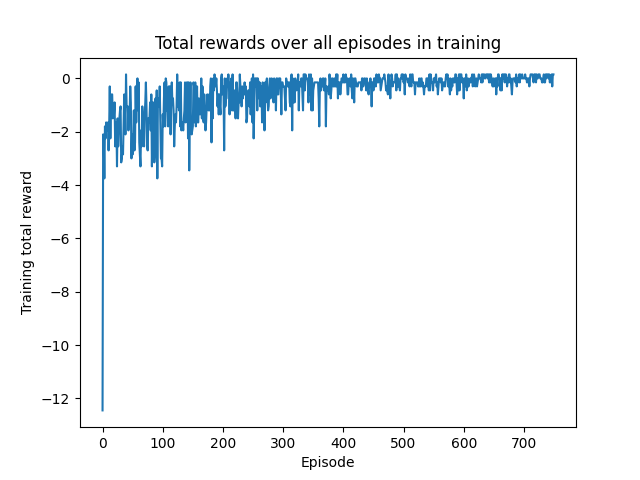 Total rewards over all episodes in training
0
−2
−4
−6
−8
−10
−12
Training total reward
0 100 200 300 400 500 600 700
Episode